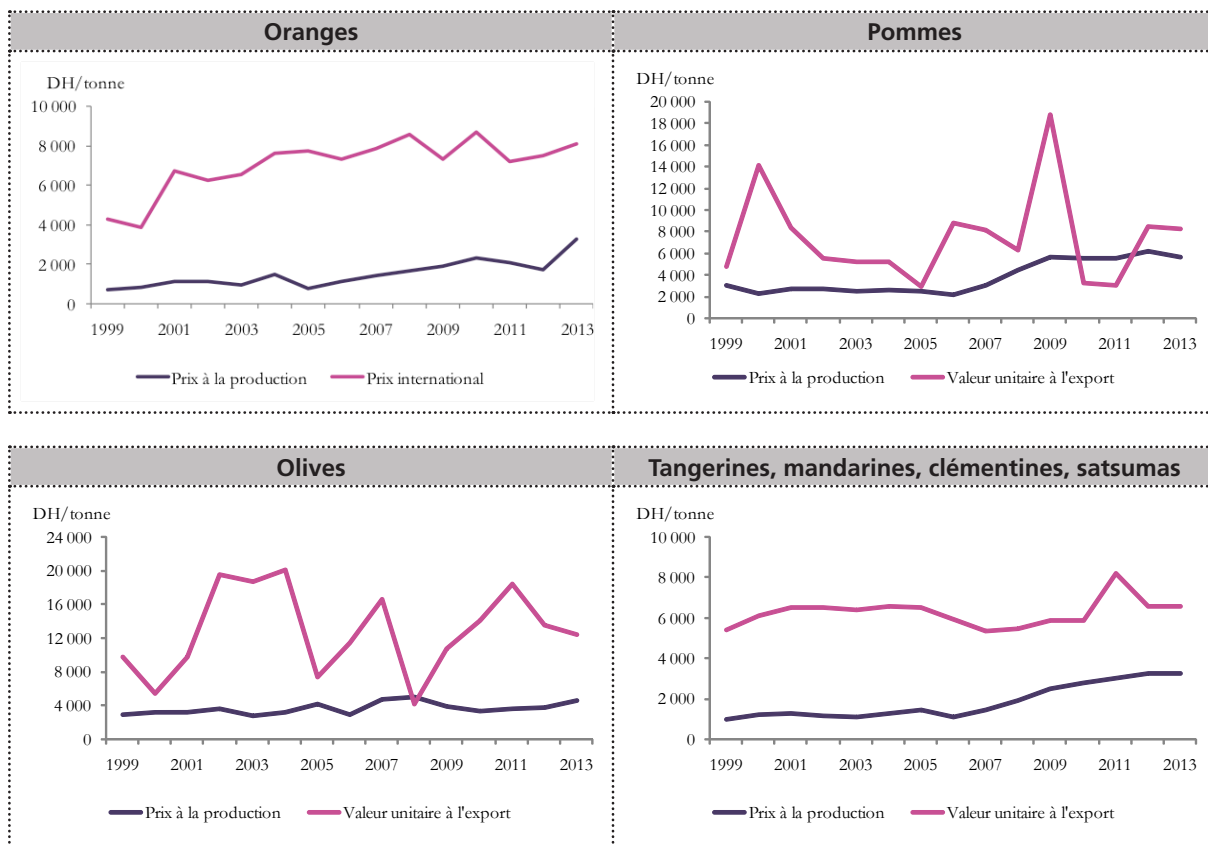 Oranges
DH/tonne
10 000
8 000
6 000
4 000
2 000
0
1999 2001 2003 2005 2007 2009 2011 2013
Prix à la production Prix international
Pommes
DH/tonne
20 000
18 000
16 000
14 000
12 000
10 000
8 000
6 000
4 000
2 000
0
1999 2001 2003 2005 2007 2009 2011 2013
Prix à la production Valeur unitaire à l'export
Olives
DH/tonne
24 000
20 000
16 000
12 000
8 000
4 000
0
1999 2001 2003 2005 2007 2009 2011 2013
Prix à la production Valeur unitaire à l'export
Tangerines, mandarines, clémentines, satsumas
DH/tonne
10 000
8 000
6 000
4 000
2 000
0
1999 2001 2003 2005 2007 2009 2011 2013
Prix à la production Valeur unitaire à l'export